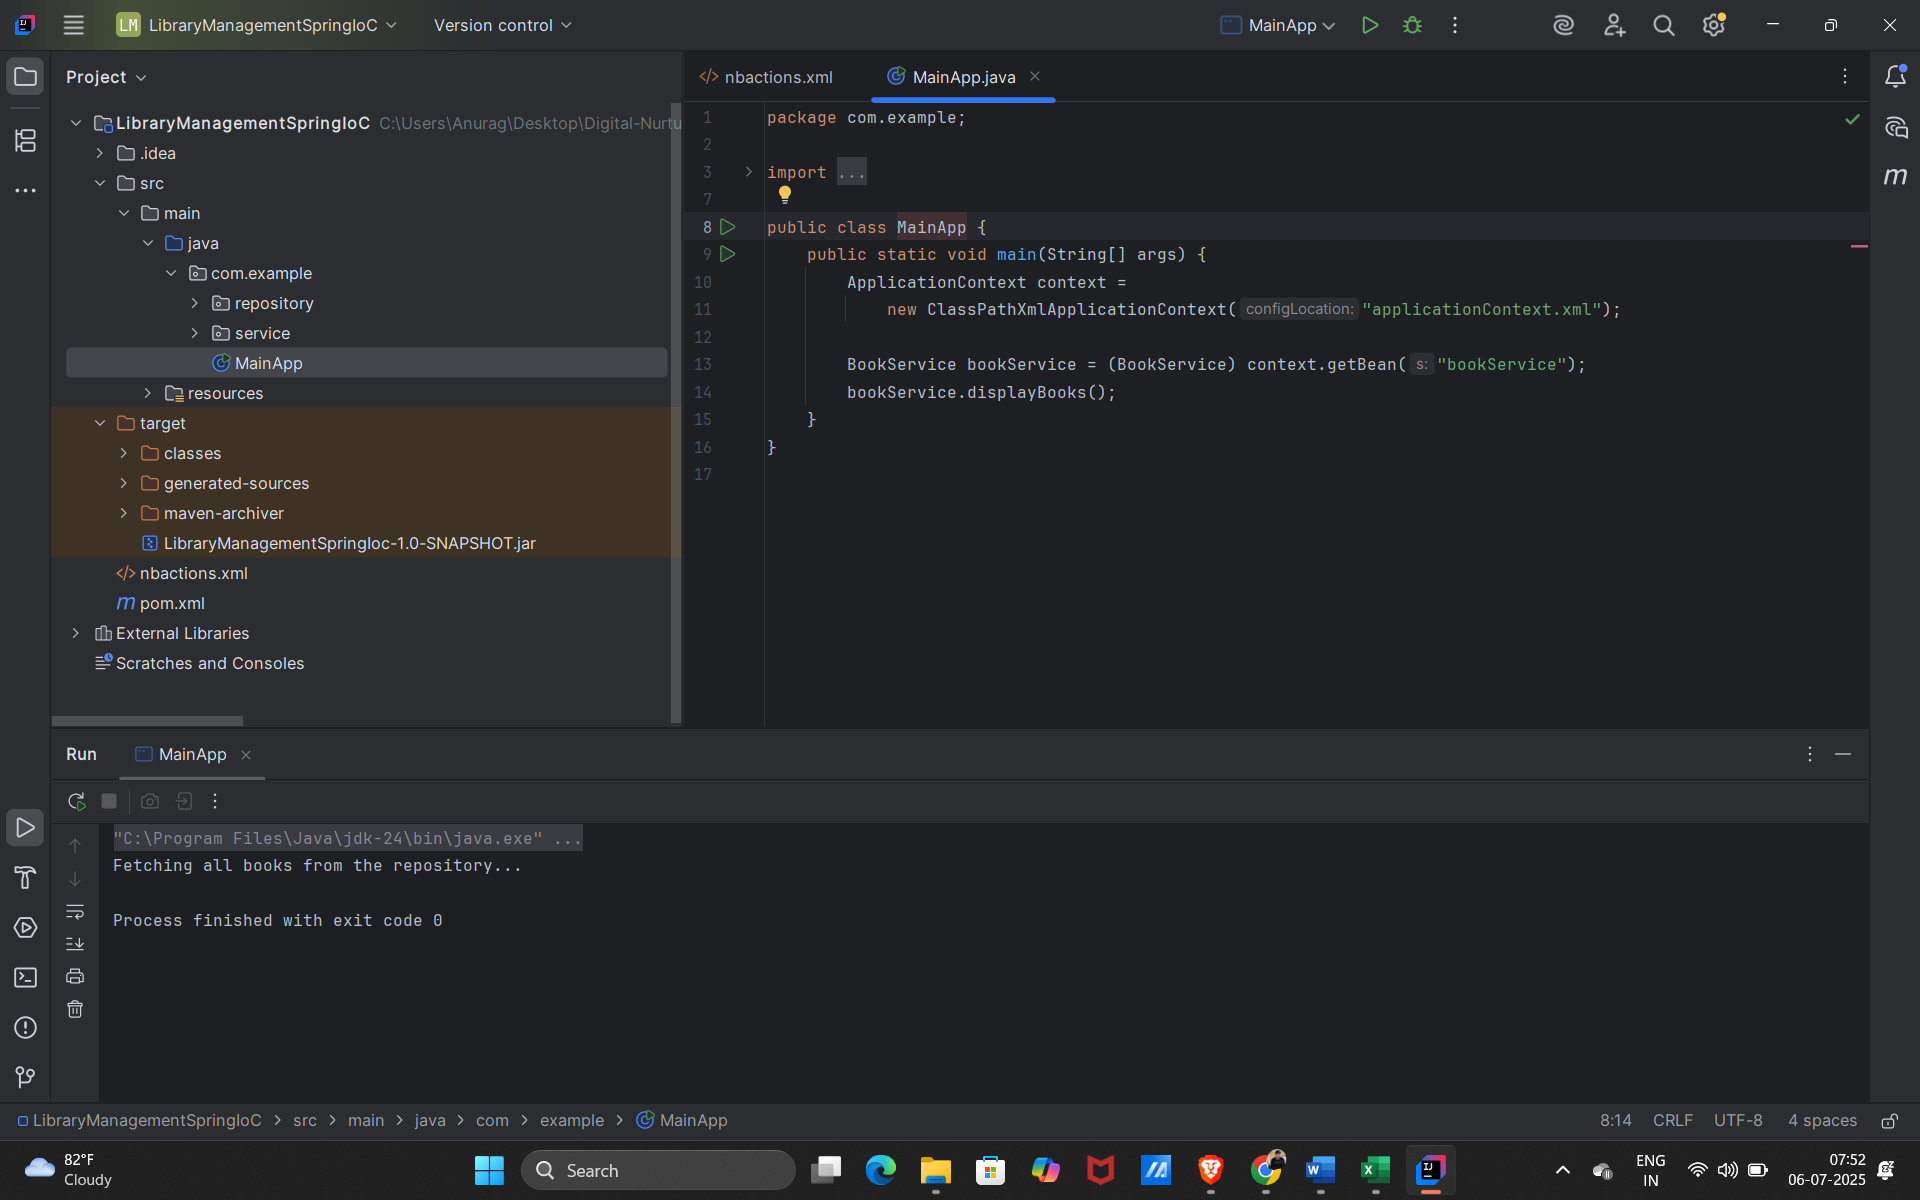 LM LibraryManagementSpringIoC Version control MainApp
Project
nbactions.xml MainApp.java
LibraryManagementSpringIoC C:\Users\Anurag\Desktop\Digital-Nurtu
.idea
src
main
java
com.example
repository
service
MainApp
resources
target
classes
generated-sources
maven-archiver
LibraryManagementSpringIoc-1.0-SNAPSHOT.jar
nbactions.xml
m pom.xml
External Libraries
Scratches and Consoles
1 package com.example;
2
3 import ...
7
8 public class MainApp {
9 public static void main(String[] args) {
10 ApplicationContext context =
11 new ClassPathXmlApplicationContext( configLocation: "applicationContext.xml");
12
13 BookService bookService = (BookService) context.getBean( s: "bookService");
14 bookService.displayBooks();
15 }
16 }
17
m
Run MainApp
"C:\Program Files\Java\jdk-24\bin\java.exe" ...
Fetching all books from the repository...
Process finished with exit code 0
LibraryManagementSpringIoC > src > main > java > com > example > MainApp 8:14 CRLF UTF-8 4 spaces
82°F
Cloudy
Search
ENG
IN
07:52
06-07-2025